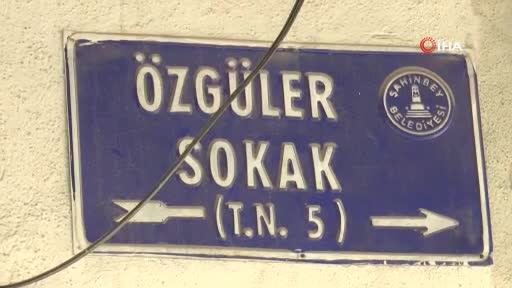 İHA
ÖZGÜLER
SOKAK
(T.N. 5)
ŞAHİNBEY
BELEDİYESİ